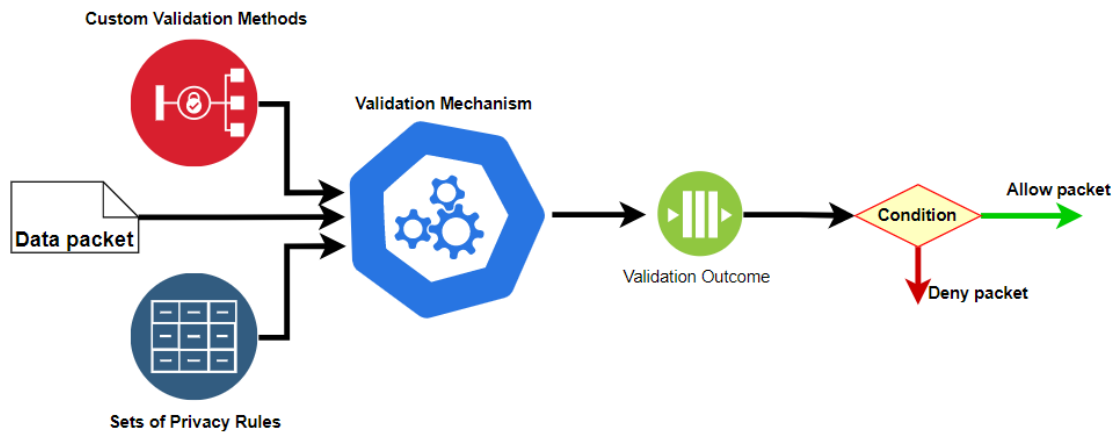 Custom Validation Methods
Validation Mechanism
Data packet
Sets of Privacy Rules
Validation Outcome
Condition
Allow packet
Deny packet